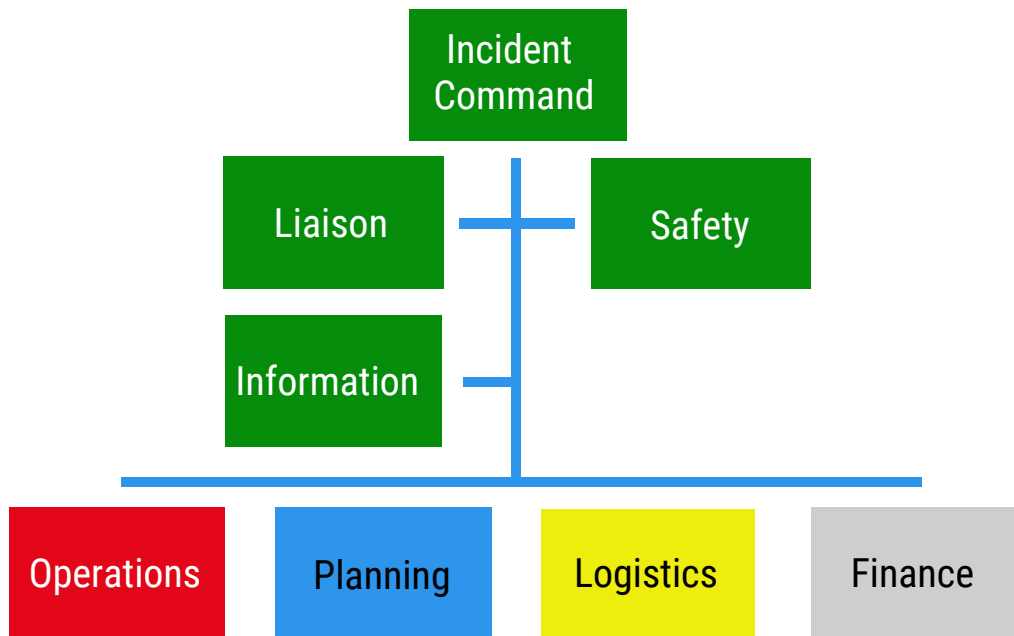 Incident
Command
Liaison
Safety
Information
Operations
Planning
Logistics
Finance